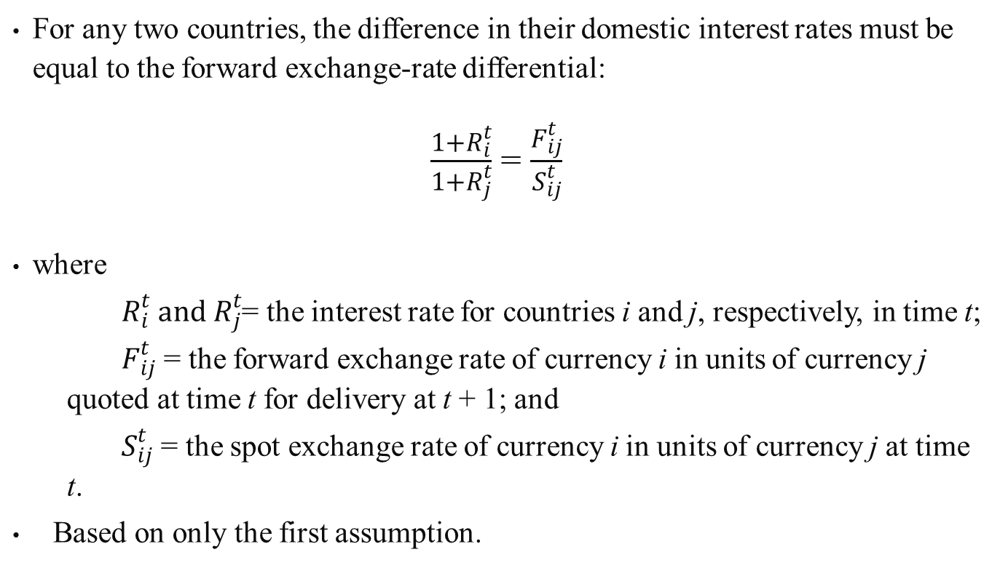 • For any two countries, the difference in their domestic interest rates must be
equal to the forward exchange-rate differential:
\frac{1+R_i^t}{1+R_j^t} = \frac{F_{ij}^t}{S_{ij}^t}
• where
R_i^t and R_j^t= the interest rate for countries i and j, respectively, in time t;
F_{ij}^t = the forward exchange rate of currency i in units of currency j
quoted at time t for delivery at t + 1; and
S_{ij}^t = the spot exchange rate of currency i in units of currency j at time
t.
• Based on only the first assumption.